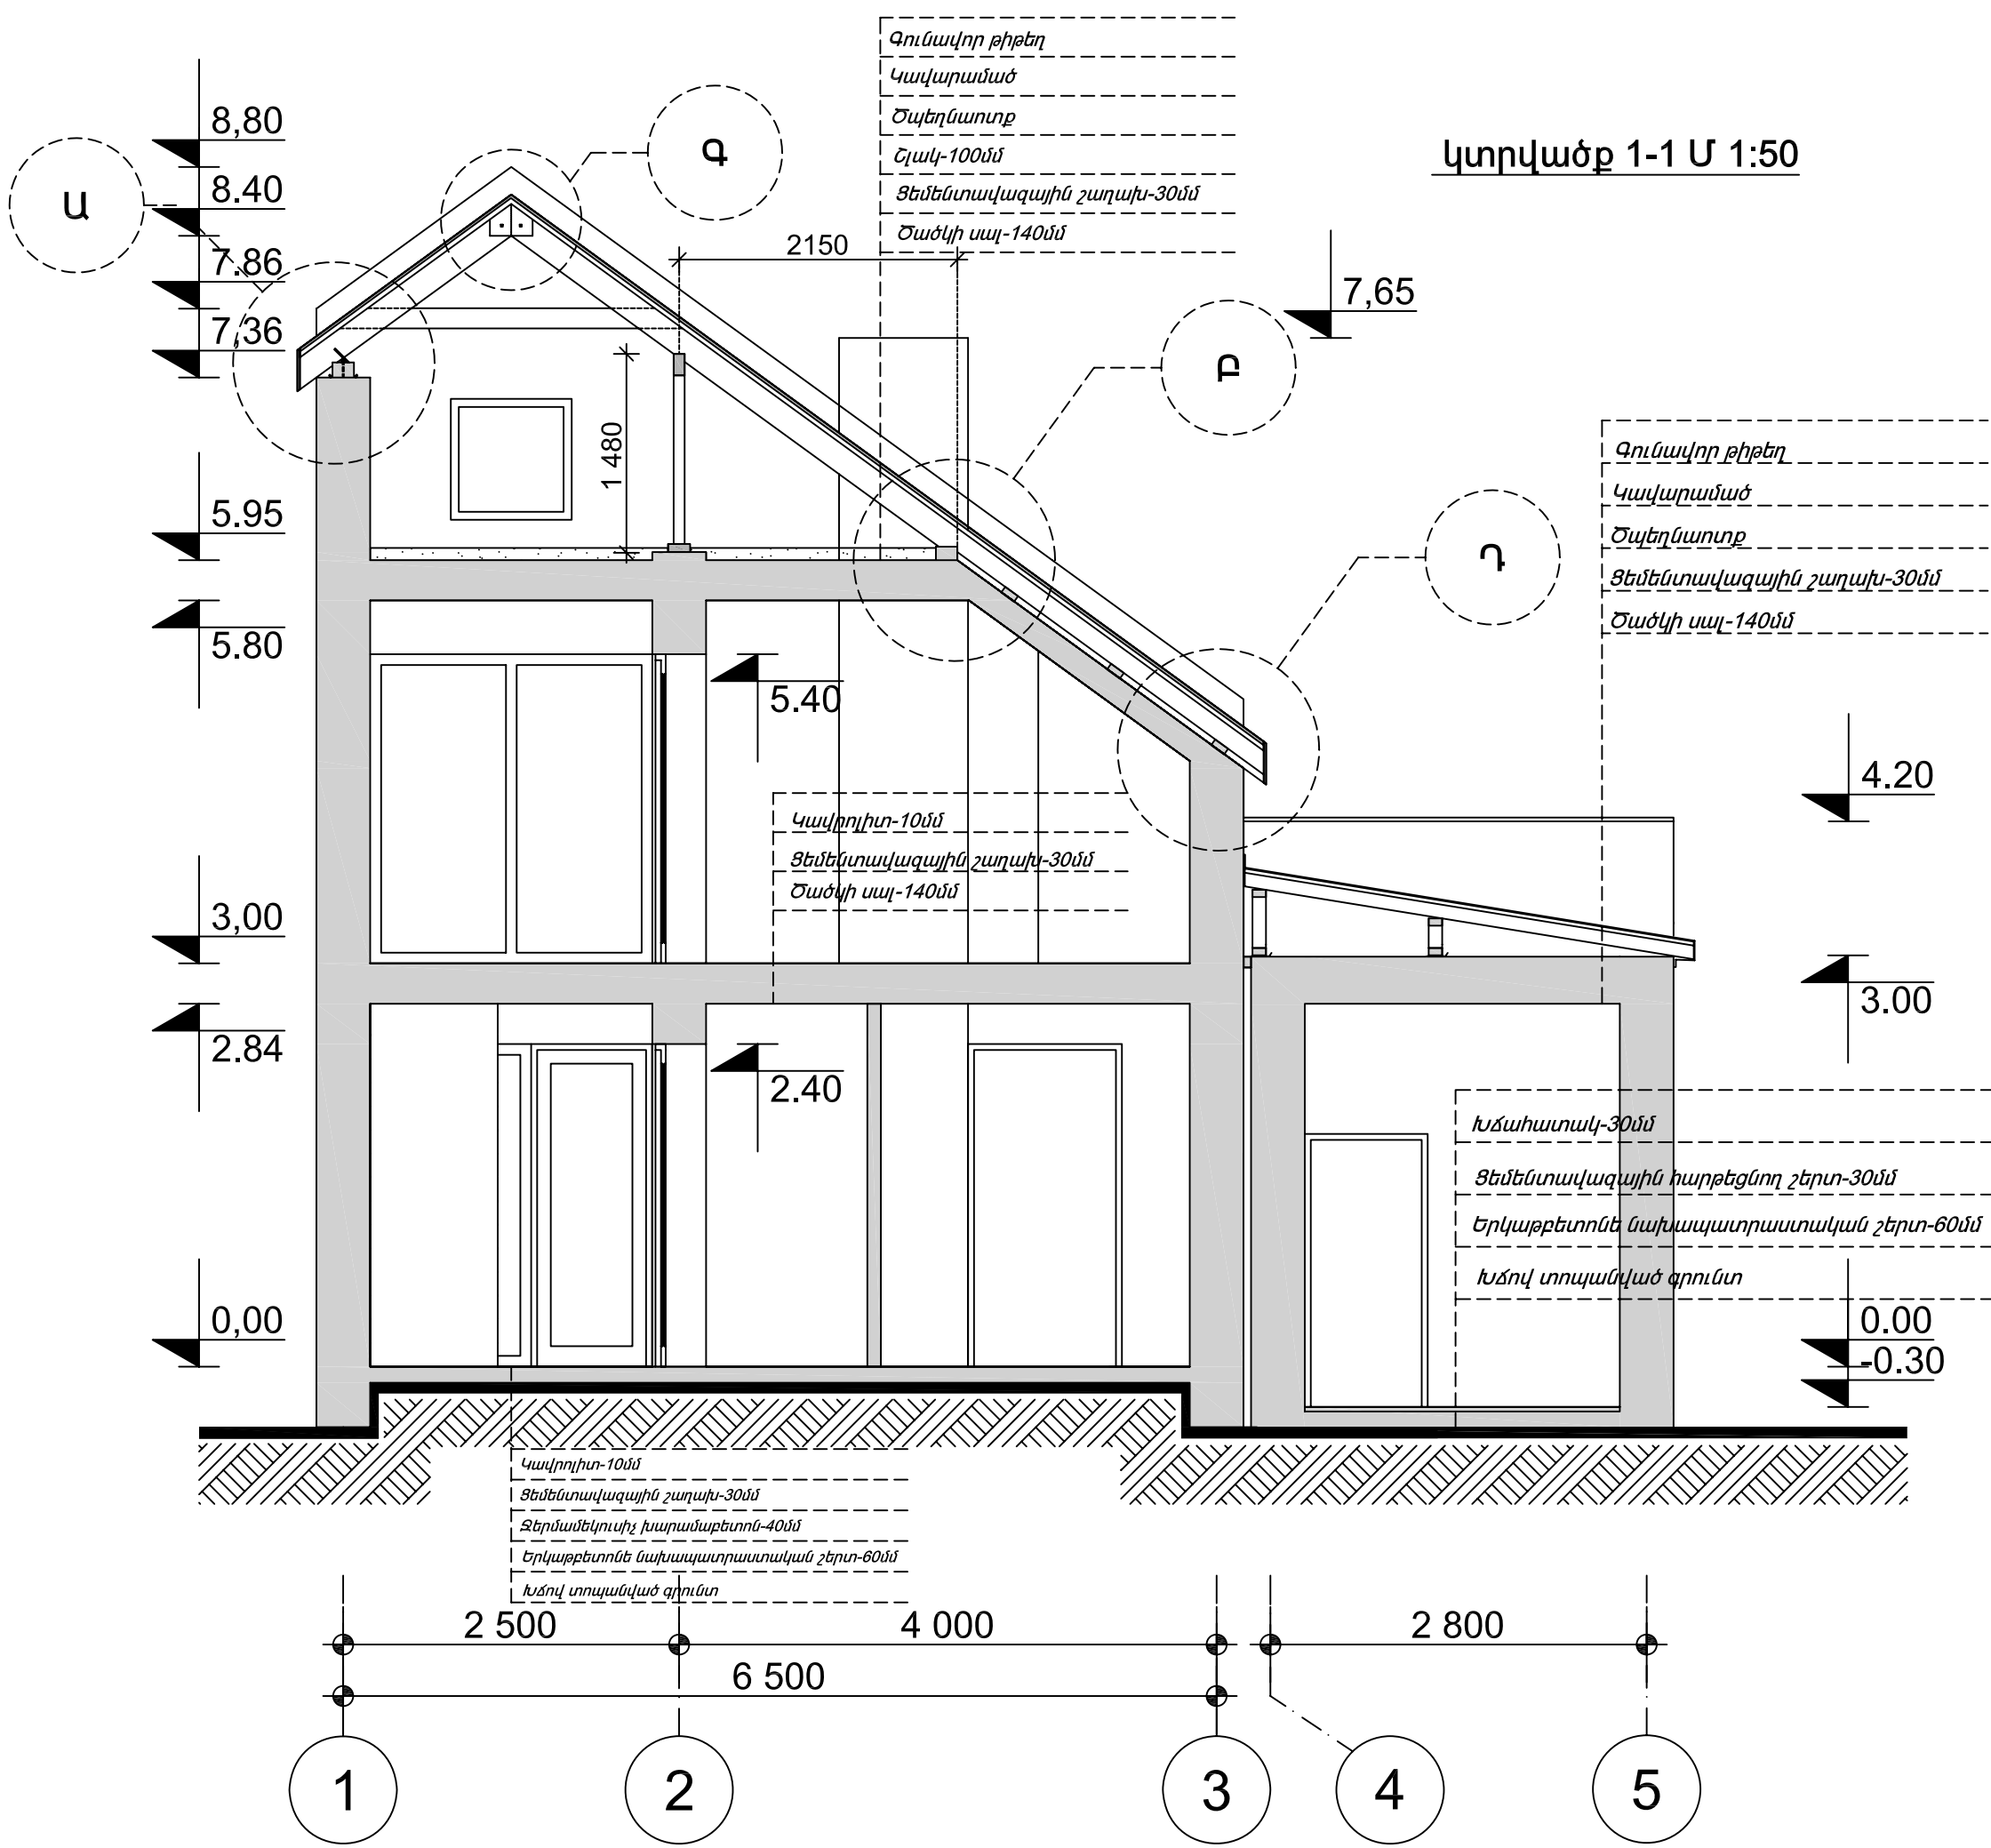 Գունավոր թիթեղ
Կավարամած
Ծպեղնաոտք
Շլակ-100մմ
Ցեմենտավազային շաղախ-30մմ
Ծածկի սալ-140մմ
կտրվածք 1-1 Մ 1:50
8,80
8.40
7.86
7,36
Ա
Գ
2150
7,65
Բ
1 480
5.95
5.80
Դ
Գունավոր թիթեղ
Կավարամած
Ծպեղնաոտք
Ցեմենտավազային շաղախ-30մմ
Ծածկի սալ-140մմ
5.40
4.20
Կավրոլիտ-10մմ
Ցեմենտավազային շաղախ-30մմ
Ծածկի սալ-140մմ
3,00
3.00
2.84
2.40
Խճահատակ-30մմ
Ցեմենտավազային հարթեցնող շերտ-30մմ
Երկաթբետոնե նախապատրաստական շերտ-60մմ
Խճով տոպանված գրունտ
0,00
0.00
-0.30
Կավրոլիտ-10մմ
Ցեմենտավազային շաղախ-30մմ
Ջերմամեկուսիչ խարամաբետոն-40մմ
Երկաթբետոնե նախապատրաստական շերտ-60մմ
Խճով տոպանված գրունտ
2 500
4 000
2 800
6 500
1
2
3
4
5